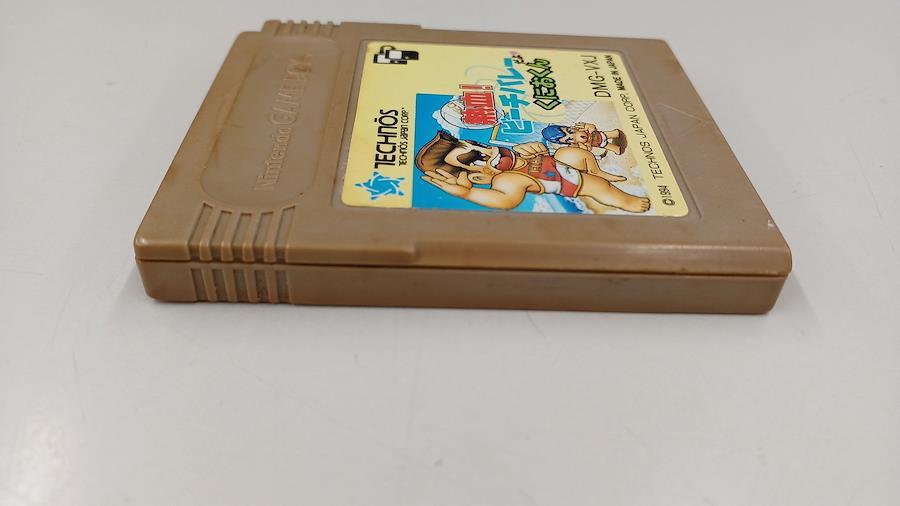 Nintendo GAME BOY
TECHNŌS
TECHNOS JAPAN CORP.
熱血!
ビーチバレーだよ♥
くにおくん
DMG-VXJ
©1994 TECHNOS JAPAN CORP. MADE IN JAPAN